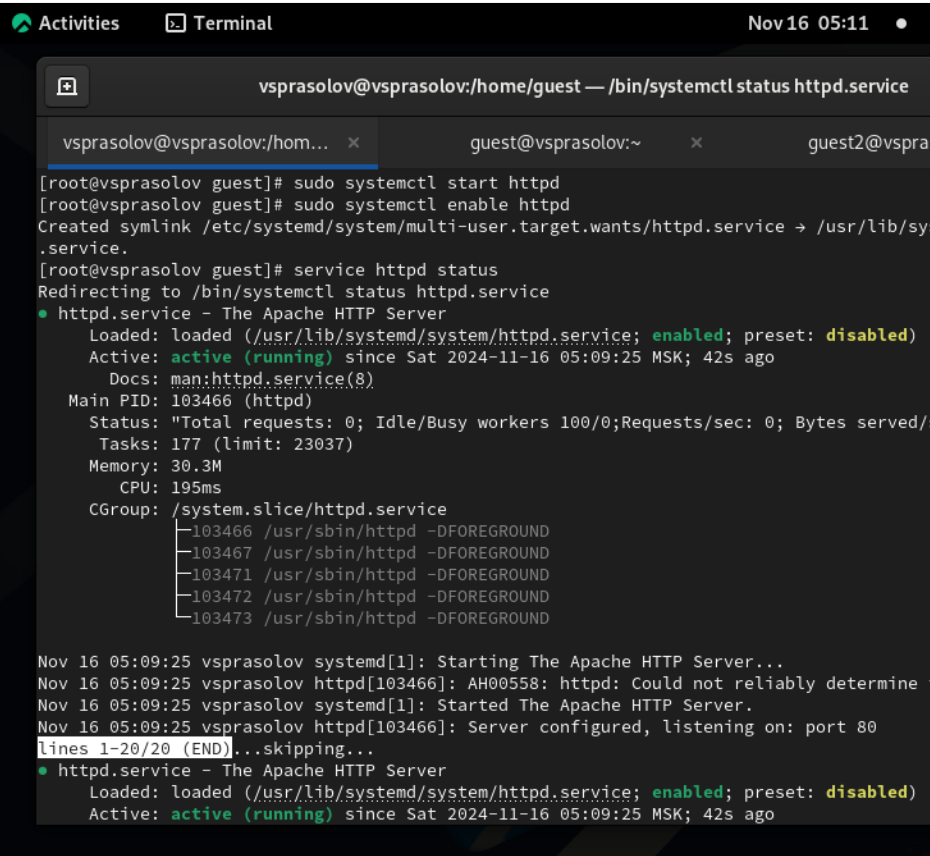 Activities Terminal Nov 16 05:11
vsprasolov@vsprasolov:/home/guest — /bin/systemctl status httpd.service
vsprasolov@vsprasolov:/hom... × guest@vsprasolov:~ × guest2@vspra
[root@vsprasolov guest]# sudo systemctl start httpd
[root@vsprasolov guest]# sudo systemctl enable httpd
Created symlink /etc/systemd/system/multi-user.target.wants/httpd.service → /usr/lib/sy
.service.
[root@vsprasolov guest]# service httpd status
Redirecting to /bin/systemctl status httpd.service
● httpd.service - The Apache HTTP Server
Loaded: loaded (/usr/lib/systemd/system/httpd.service; enabled; preset: disabled)
Active: active (running) since Sat 2024-11-16 05:09:25 MSK; 42s ago
Docs: man:httpd.service(8)
Main PID: 103466 (httpd)
Status: "Total requests: 0; Idle/Busy workers 100/0;Requests/sec: 0; Bytes served/
Tasks: 177 (limit: 23037)
Memory: 30.3M
CPU: 195ms
CGroup: /system.slice/httpd.service
├─103466 /usr/sbin/httpd -DFOREGROUND
├─103467 /usr/sbin/httpd -DFOREGROUND
├─103471 /usr/sbin/httpd -DFOREGROUND
├─103472 /usr/sbin/httpd -DFOREGROUND
└─103473 /usr/sbin/httpd -DFOREGROUND
Nov 16 05:09:25 vsprasolov systemd[1]: Starting The Apache HTTP Server...
Nov 16 05:09:25 vsprasolov httpd[103466]: AH00558: httpd: Could not reliably determine
Nov 16 05:09:25 vsprasolov systemd[1]: Started The Apache HTTP Server.
Nov 16 05:09:25 vsprasolov httpd[103466]: Server configured, listening on: port 80
lines 1-20/20 (END)...skipping...
● httpd.service - The Apache HTTP Server
Loaded: loaded (/usr/lib/systemd/system/httpd.service; enabled; preset: disabled)
Active: active (running) since Sat 2024-11-16 05:09:25 MSK; 42s ago